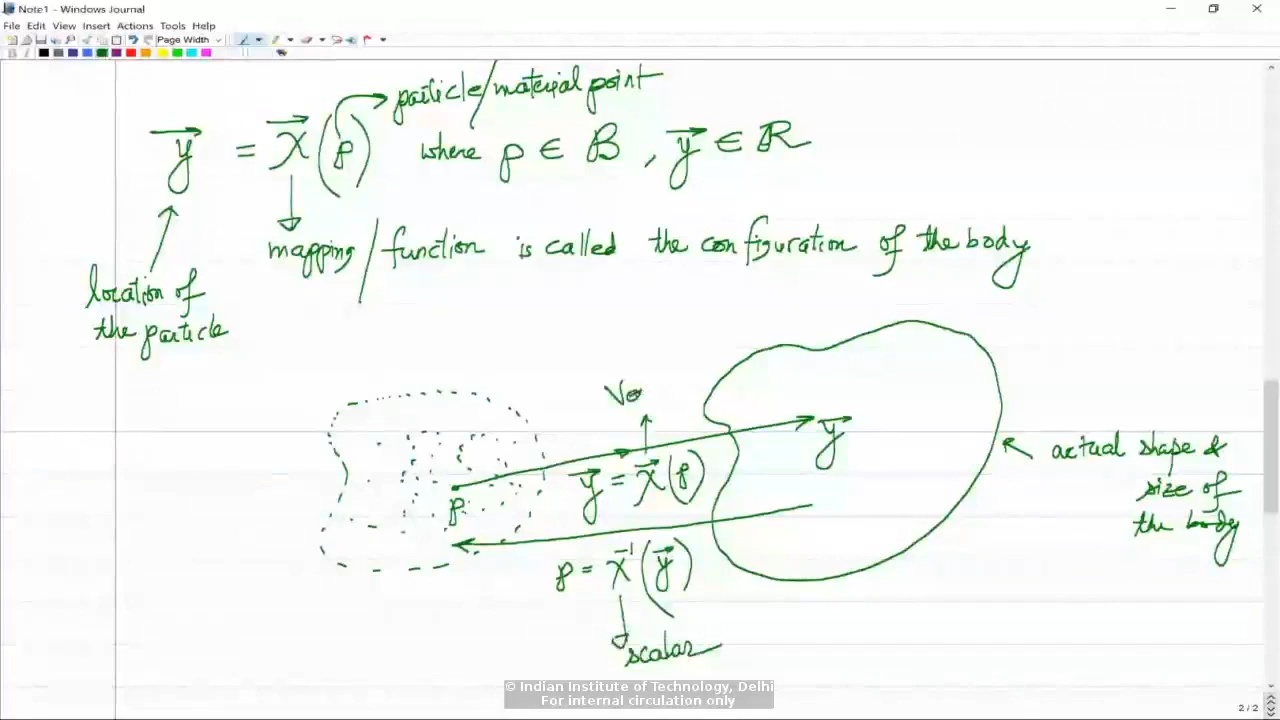 Note1 - Windows Journal
File Edit View Insert Actions Tools Help
Page Width
particle/material point
y⃗ = χ⃗(p) where p ∈ B, y⃗ ∈ R
mapping/function is called the configuration of the body
location of
the particle
Ve
y⃗
p
y⃗ = χ⃗(p)
actual shape &
size of
the body
p = χ⁻¹(y⃗)
scalar
© Indian Institute of Technology, Delhi
For internal circulation only
2 / 2